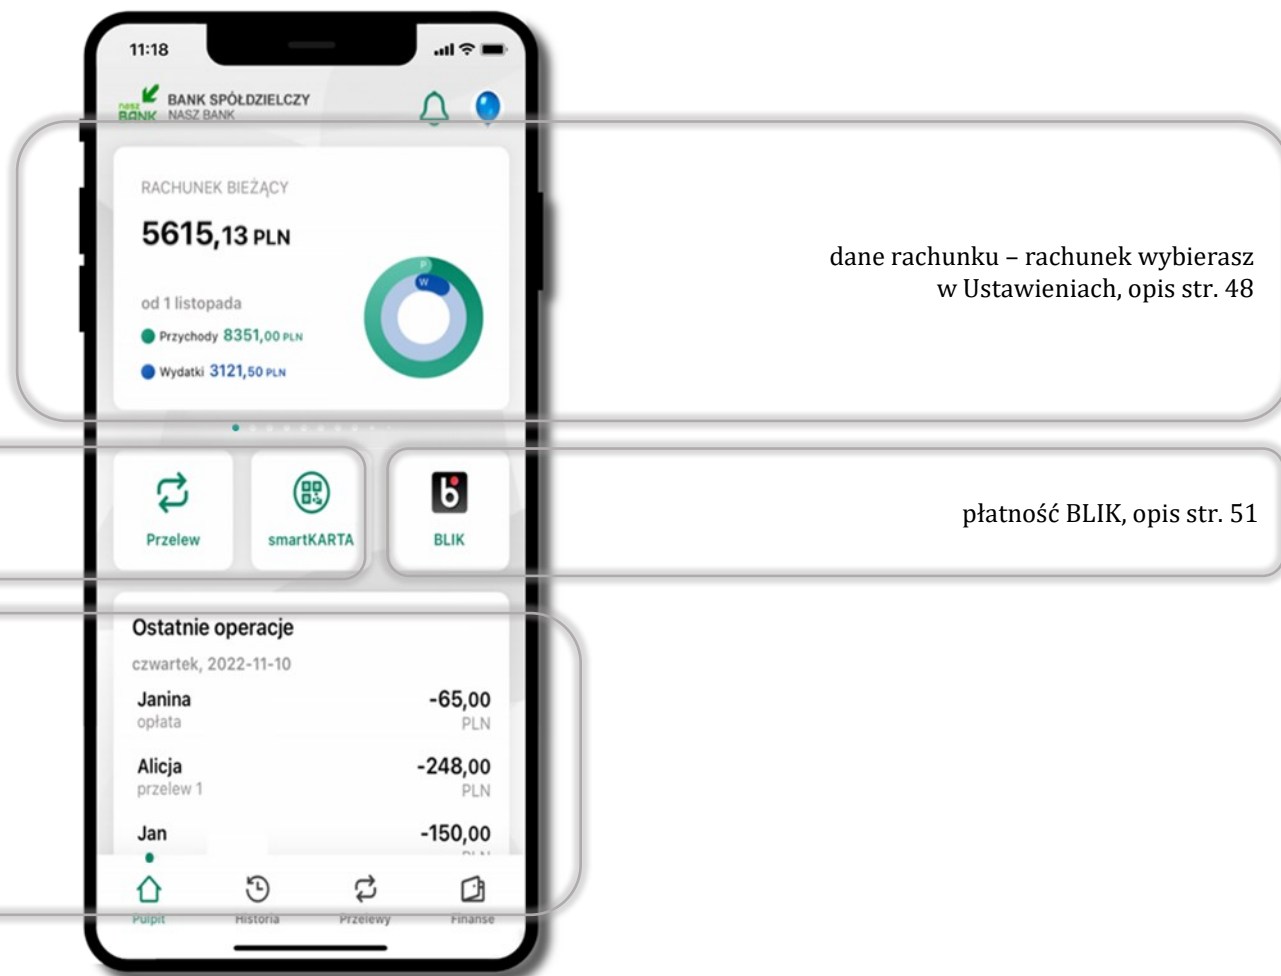 11:18
nasz
BANK
BANK SPÓŁDZIELCZY
NASZ BANK
RACHUNEK BIEŻĄCY
5615,13 PLN
P
W
od 1 listopada
Przychody 8351,00 PLN
Wydatki 3121,50 PLN
dane rachunku – rachunek wybierasz
w Ustawieniach, opis str. 48
Przelew
smartKARTA
BLIK
płatność BLIK, opis str. 51
Ostatnie operacje
czwartek, 2022-11-10
Janina
-65,00
opłata
PLN
Alicja
-248,00
przelew 1
PLN
Jan
-150,00
PLN
Pulpit
Historia
Przelewy
Finanse